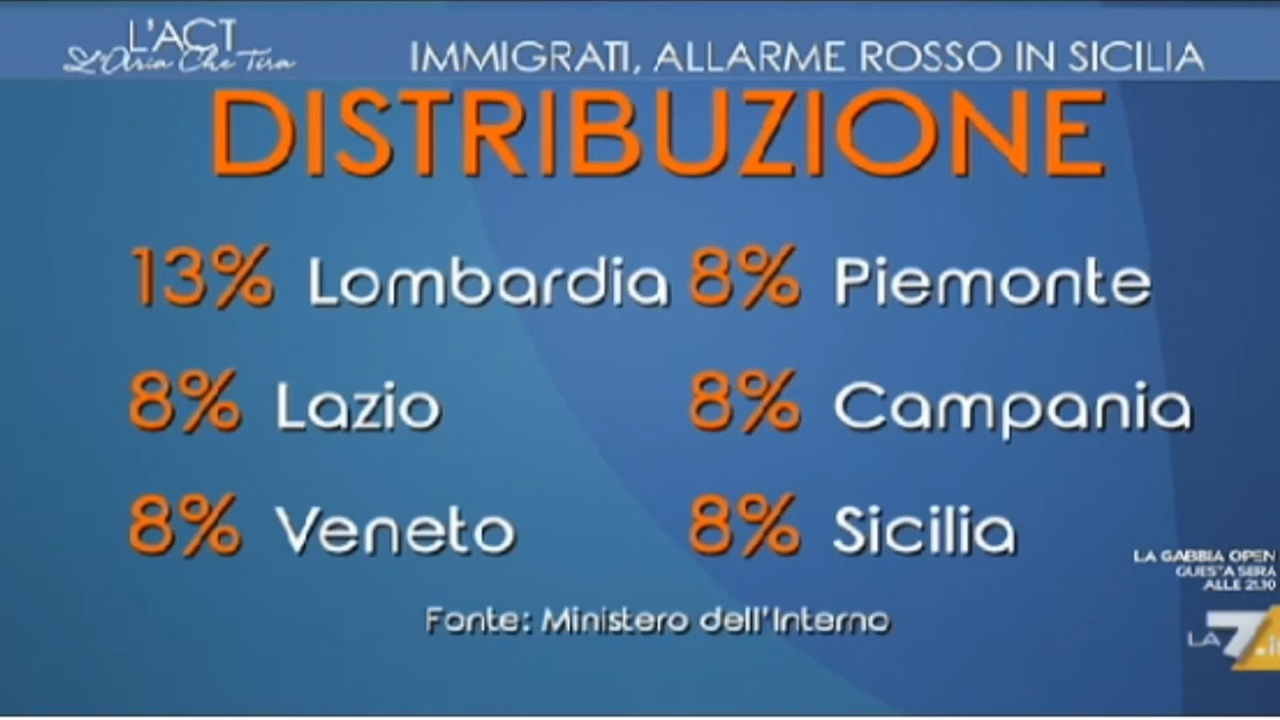 L'ACT
L'Aria Che Tira
IMMIGRATI, ALLARME ROSSO IN SICILIA
DISTRIBUZIONE
13% Lombardia 8% Piemonte
8% Lazio 8% Campania
8% Veneto 8% Sicilia
Fonte: Ministero dell'Interno
LA GABBIA OPEN
QUESTA SERA
ALLE 21.10
LA7.it